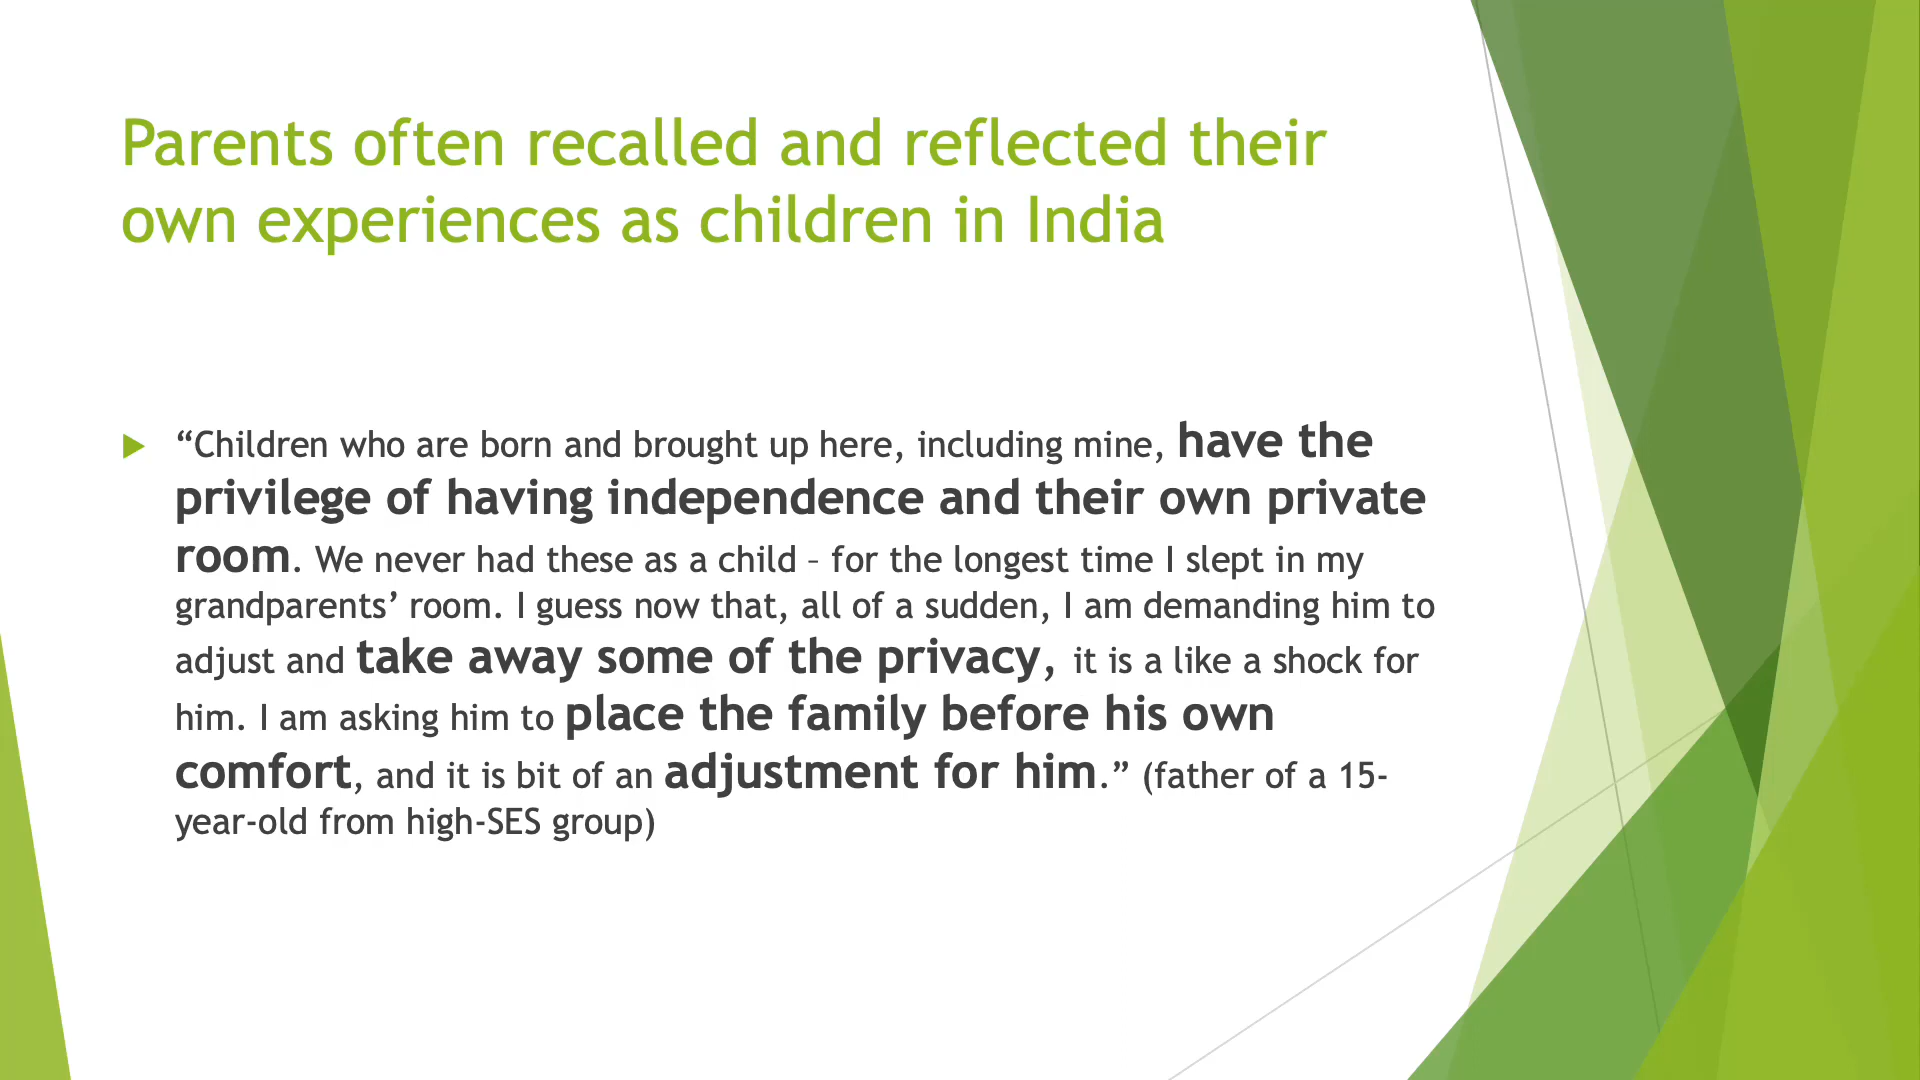 Parents often recalled and reflected their
own experiences as children in India
“Children who are born and brought up here, including mine, have the
privilege of having independence and their own private
room. We never had these as a child – for the longest time I slept in my
grandparents’ room. I guess now that, all of a sudden, I am demanding him to
adjust and take away some of the privacy, it is a like a shock for
him. I am asking him to place the family before his own
comfort, and it is bit of an adjustment for him.” (father of a 15-
year-old from high-SES group)